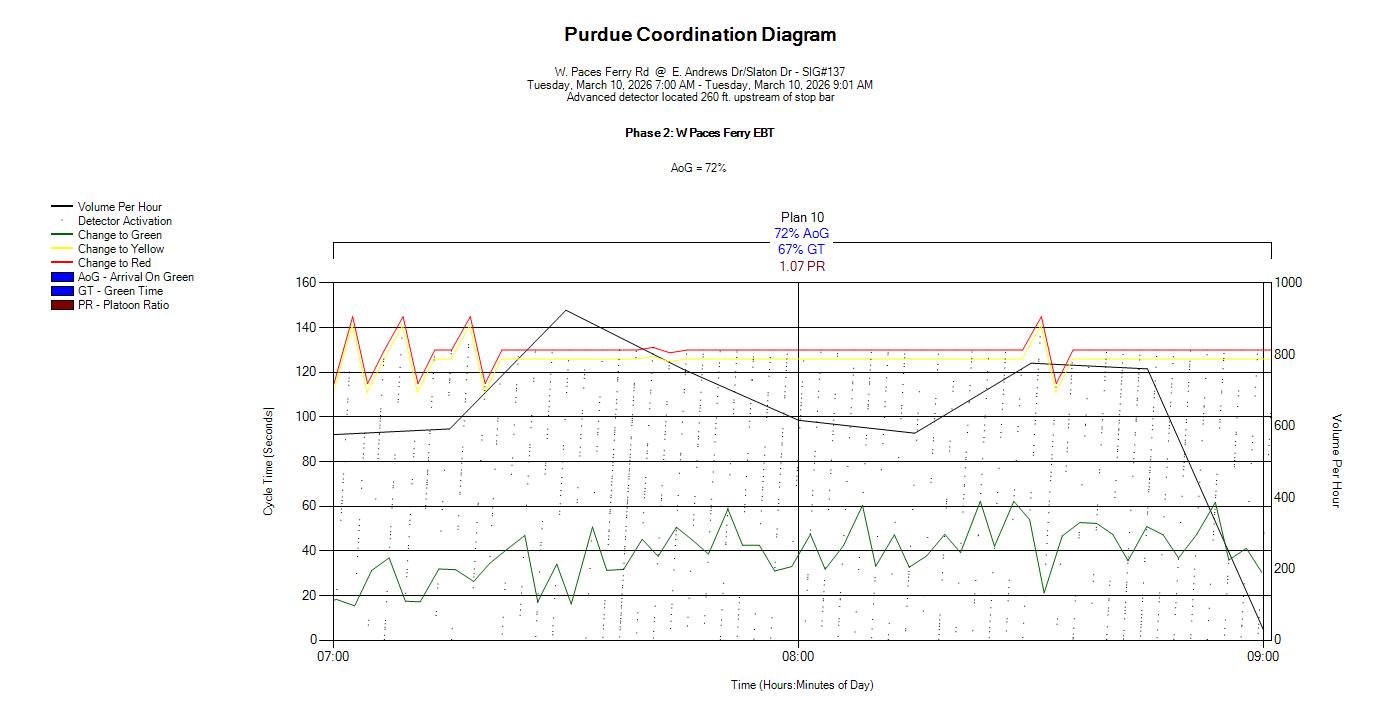 Purdue Coordination Diagram
W. Paces Ferry Rd @ E. Andrews Dr/Slaton Dr - SIG#137
Tuesday, March 10, 2026 7:00 AM - Tuesday, March 10, 2026 9:01 AM
Advanced detector located 260 ft. upstream of stop bar
Phase 2: W Paces Ferry EBT
AoG = 72%
Volume Per Hour
Detector Activation
Change to Green
Change to Yellow
Change to Red
AoG - Arrival On Green
GT - Green Time
PR - Platoon Ratio
Plan 10
72% AoG
67% GT
1.07 PR
160
140
120
100
80
60
40
20
0
Cycle Time (Seconds)
1000
800
600
400
200
0
Volume Per Hour
07:00
08:00
09:00
Time (Hours:Minutes of Day)